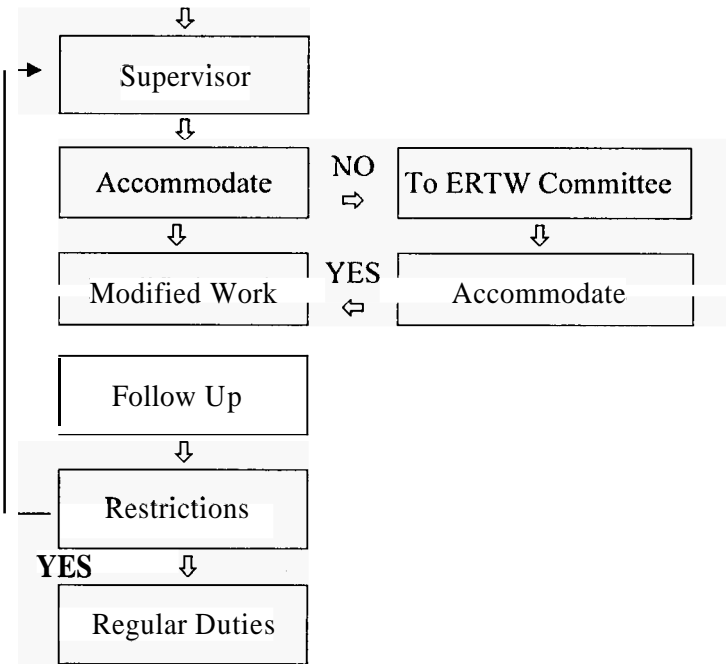 Supervisor
Accommodate
NO
To ERTW Committee
Modified Work
YES
Accommodate
Follow Up
Restrictions
YES
Regular Duties